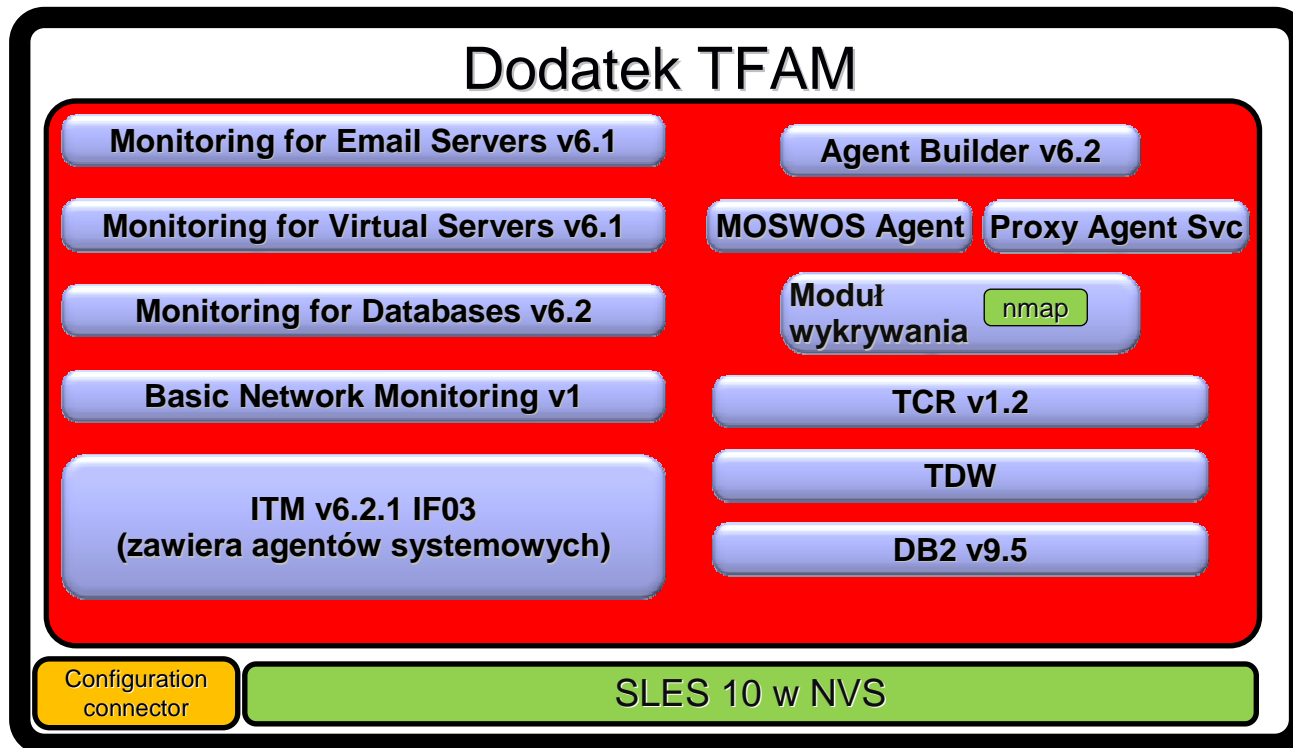 Dodatek TFAM
Monitoring for Email Servers v6.1
Monitoring for Virtual Servers v6.1
Monitoring for Databases v6.2
Basic Network Monitoring v1
ITM v6.2.1 IF03
(zawiera agentów systemowych)
Agent Builder v6.2
MOSWOS Agent
Proxy Agent Svc
Moduł
wykrywania
nmap
TCR v1.2
TDW
DB2 v9.5
Configuration
connector
SLES 10 w NVS